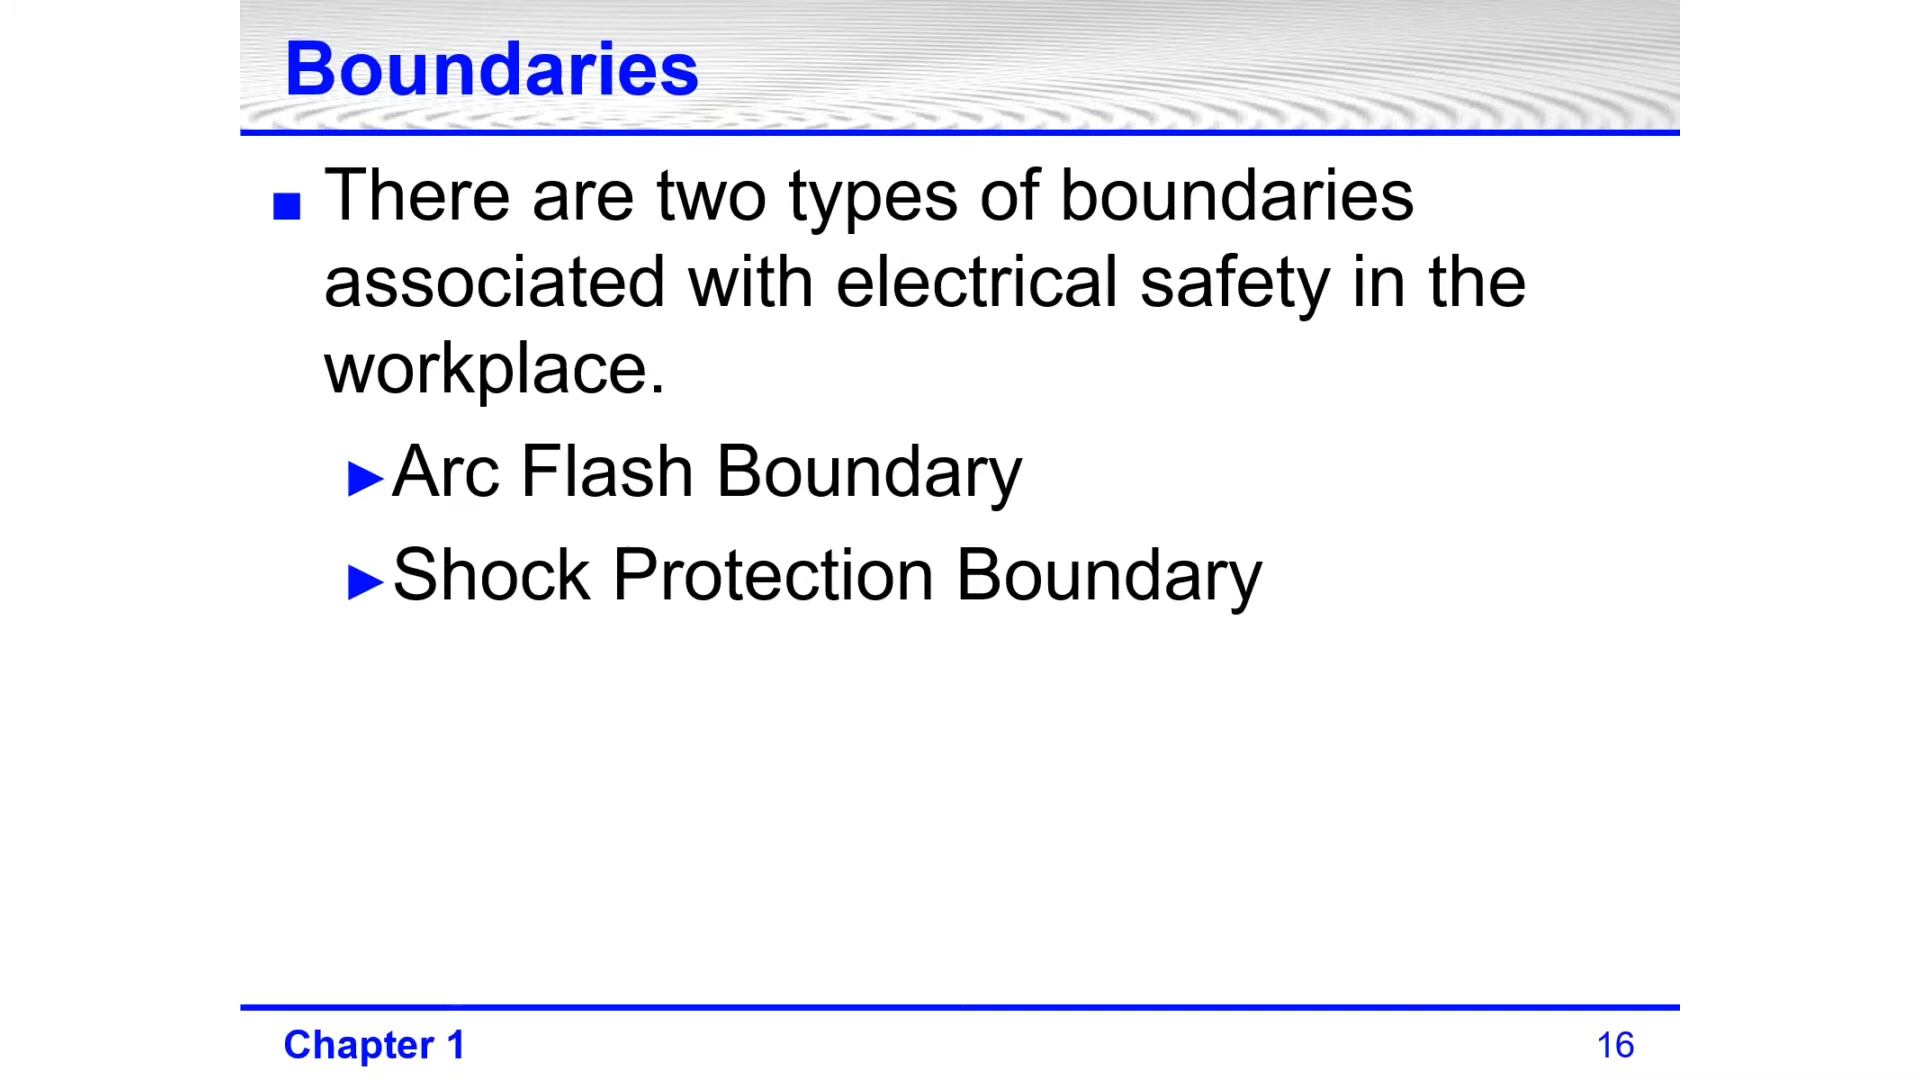 Boundaries
■ There are two types of boundaries
associated with electrical safety in the
workplace.
►Arc Flash Boundary
►Shock Protection Boundary
Chapter 1
16